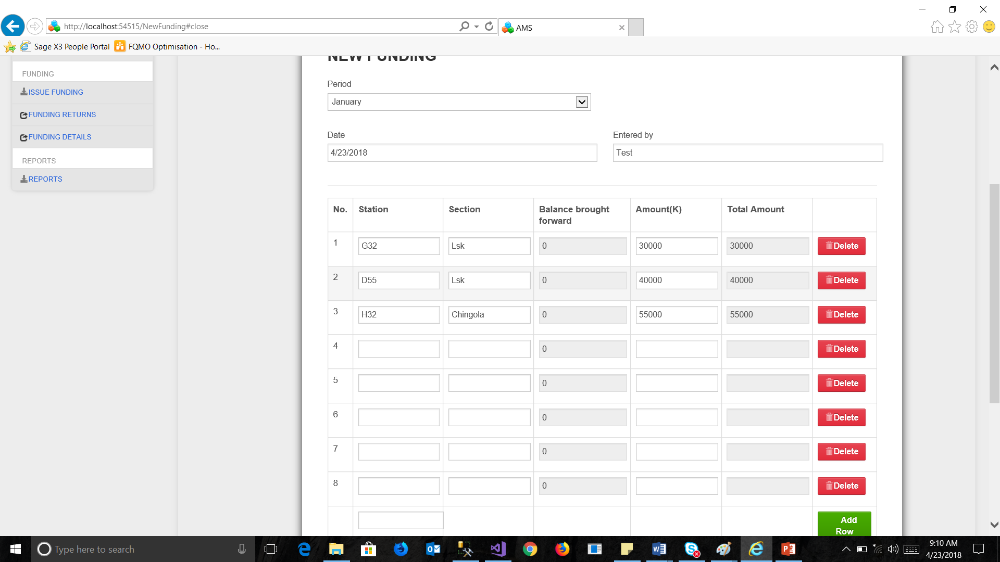 http://localhost:54515/NewFunding#close
AMS
Sage X3 People Portal
FQMO Optimisation - Ho...
FUNDING
ISSUE FUNDING
FUNDING RETURNS
FUNDING DETAILS
REPORTS
REPORTS
NEW FUNDING
Period
January
Date Entered by
4/23/2018 Test
No. Station Section Balance brought forward Amount(K) Total Amount
1 G32 Lsk 0 30000 30000 Delete
2 D55 Lsk 0 40000 40000 Delete
3 H32 Chingola 0 55000 55000 Delete
4 0 Delete
5 0 Delete
6 0 Delete
7 0 Delete
8 0 Delete
Add
Row
Type here to search
9:10 AM
4/23/2018